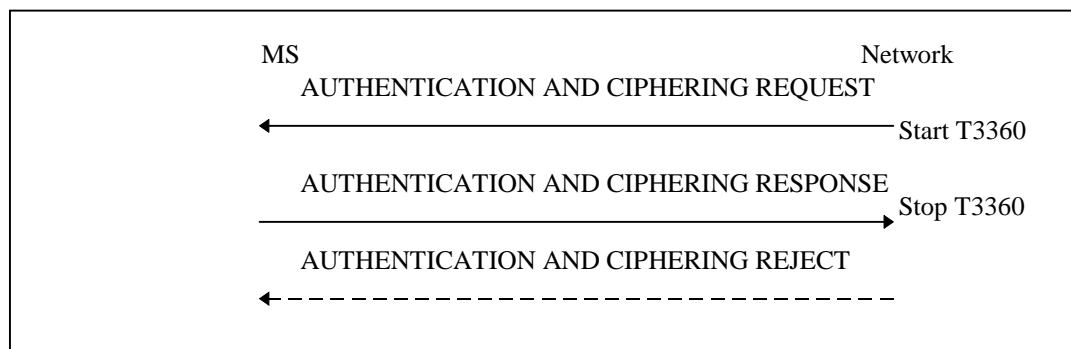 MS Network
AUTHENTICATION AND CIPHERING REQUEST
Start T3360
AUTHENTICATION AND CIPHERING RESPONSE
Stop T3360
AUTHENTICATION AND CIPHERING REJECT